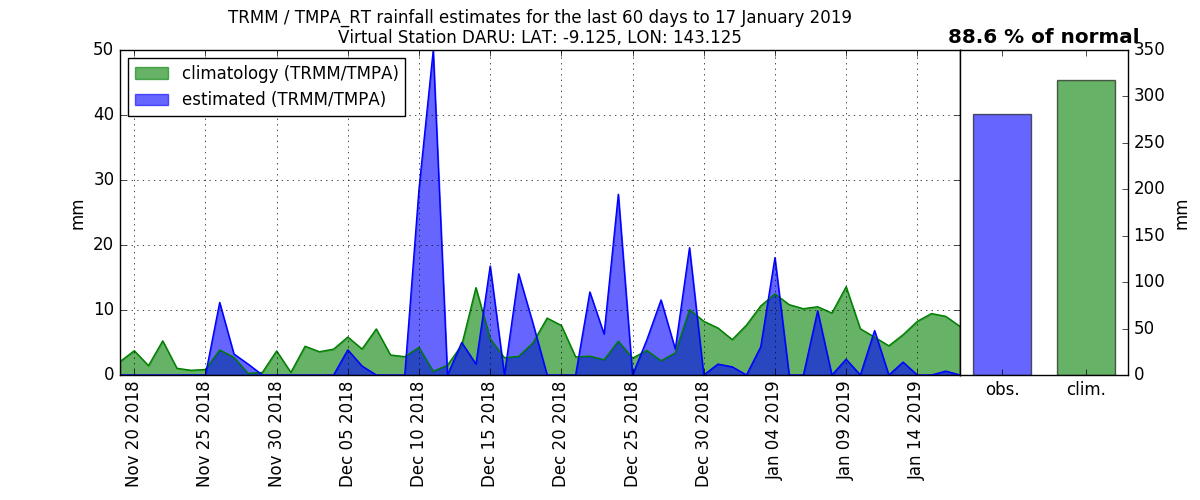 TRMM / TMPA_RT rainfall estimates for the last 60 days to 17 January 2019
Virtual Station DARU: LAT: -9.125, LON: 143.125
88.6 % of normal
climatology (TRMM/TMPA)
estimated (TRMM/TMPA)
50
40
30
20
10
0
mm
350
300
250
200
150
100
50
0
mm
Nov 20 2018
Nov 25 2018
Nov 30 2018
Dec 05 2018
Dec 10 2018
Dec 15 2018
Dec 20 2018
Dec 25 2018
Dec 30 2018
Jan 04 2019
Jan 09 2019
Jan 14 2019
obs.
clim.